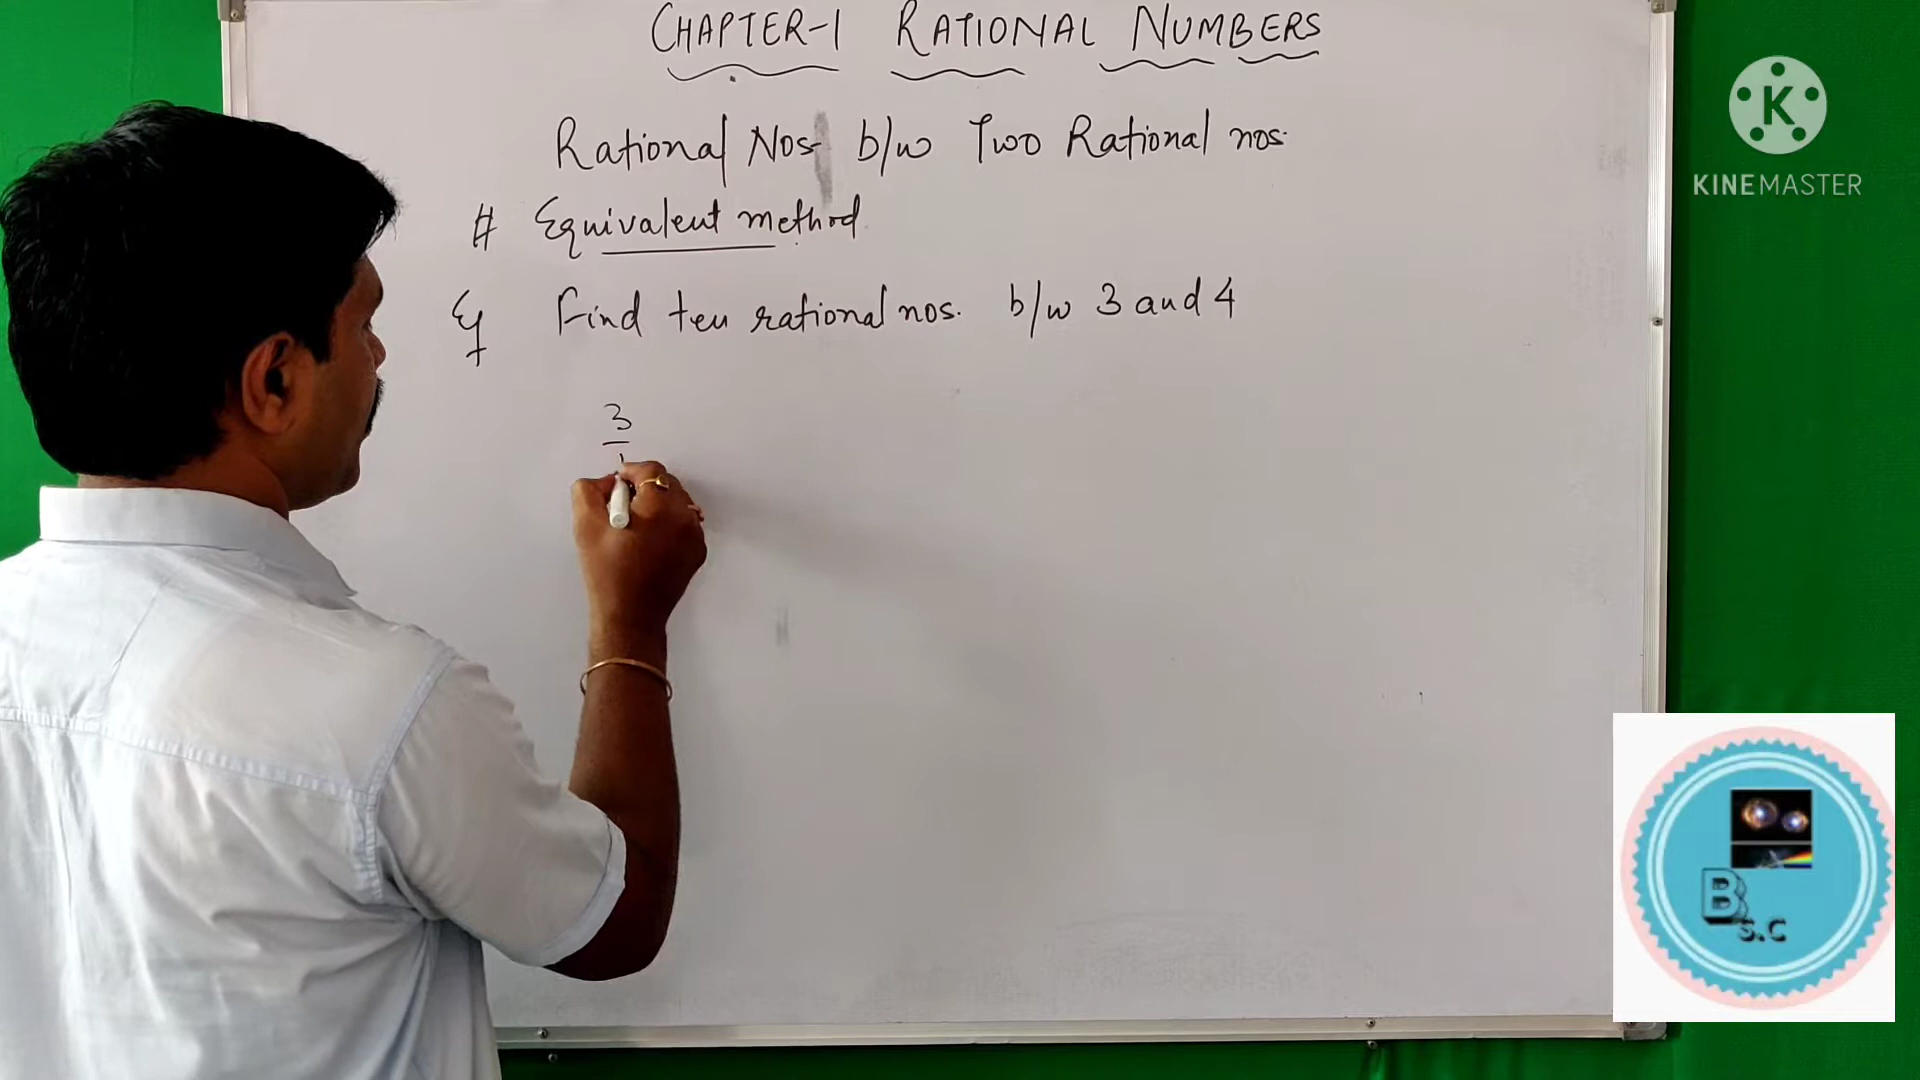 CHAPTER-1 RATIONAL NUMBERS
Rational Nos b/w Two Rational nos.
# Equivalent method
Eg Find ten rational nos. b/w 3 and 4
3
1
K
KINEMASTER
B
S.C